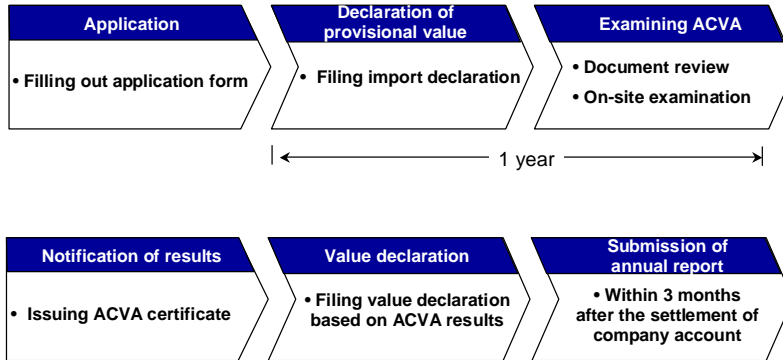 Application
• Filling out application form
Declaration of
provisional value
• Filing import declaration
Examining ACVA
• Document review
• On-site examination
1 year
Notification of results
• Issuing ACVA certificate
Value declaration
• Filing value declaration
based on ACVA results
Submission of
annual report
• Within 3 months
after the settlement of
company account